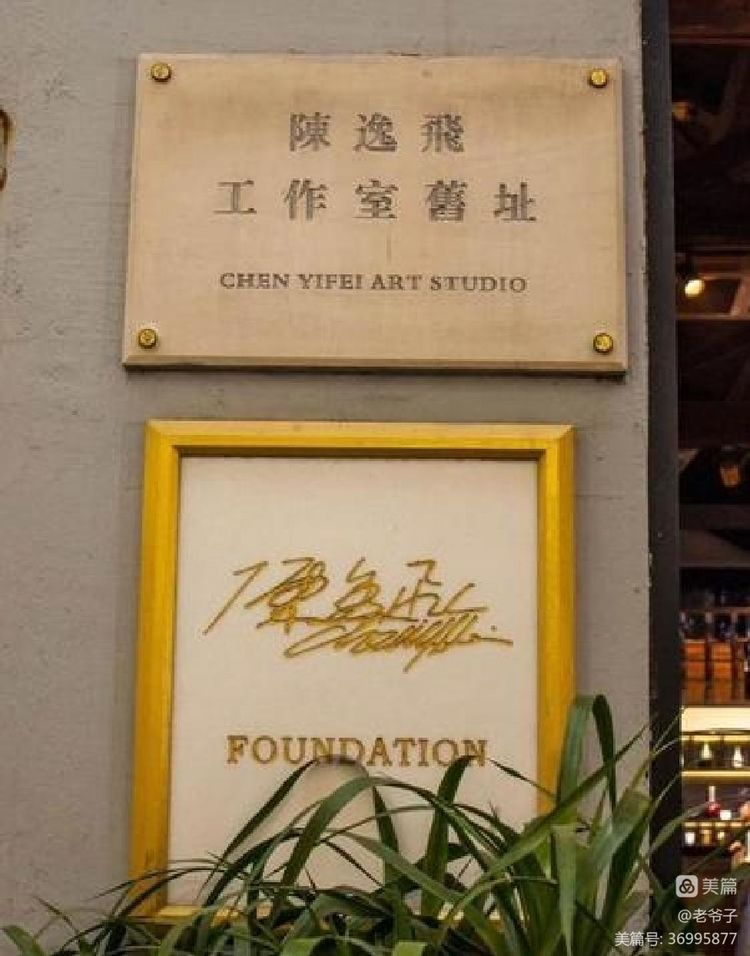 陳逸飛
工作室舊址
CHEN YIFEI ART STUDIO
FOUNDATION
美篇
@老爷子
美篇号: 36995877